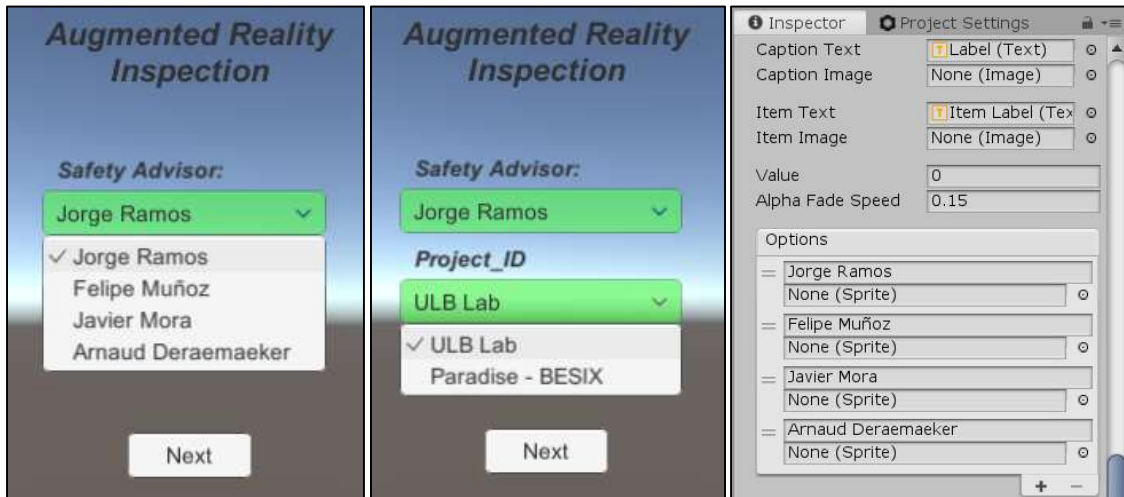 Augmented Reality
Inspection
Safety Advisor:
Jorge Ramos
Jorge Ramos
Felipe Muñoz
Javier Mora
Arnaud Deraemaeker
Next
Augmented Reality
Inspection
Safety Advisor:
Jorge Ramos
Project_ID
ULB Lab
ULB Lab
Paradise - BESIX
Next
Inspector
Project Settings
Caption Text
Label (Text)
Caption Image
None (Image)
Item Text
Item Label (Tex
Item Image
None (Image)
Value
0
Alpha Fade Speed
0.15
Options
Jorge Ramos
None (Sprite)
Felipe Muñoz
None (Sprite)
Javier Mora
None (Sprite)
Arnaud Deraemaeker
None (Sprite)